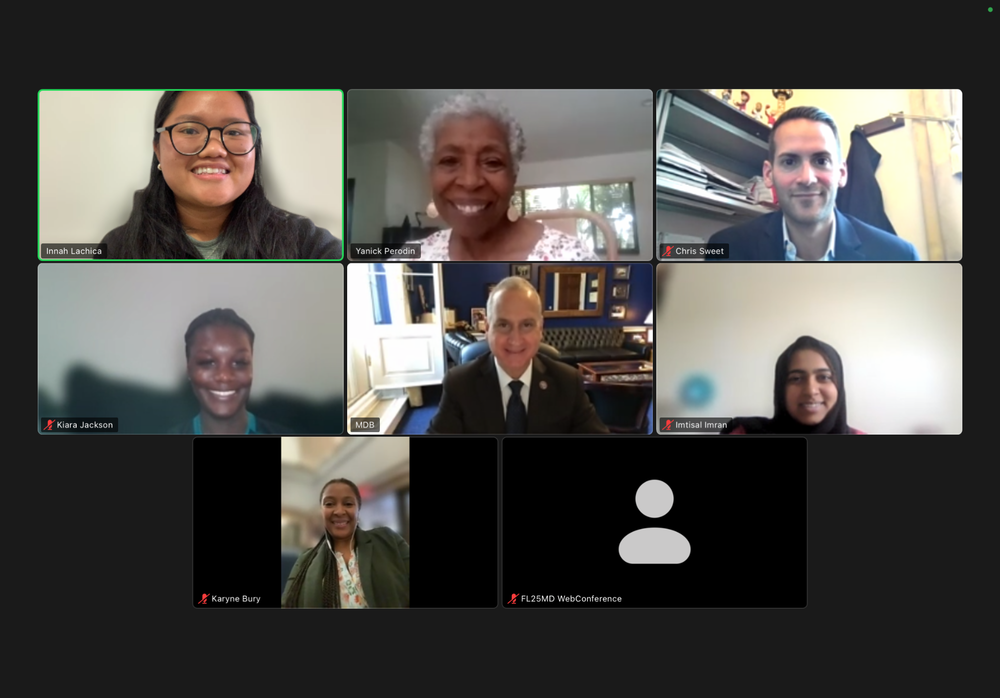 Innah Lachica
Yanick Perodin
Chris Sweet
Kiara Jackson
MDB
Imtisal Imran
Karyne Bury
FL25MD WebConference